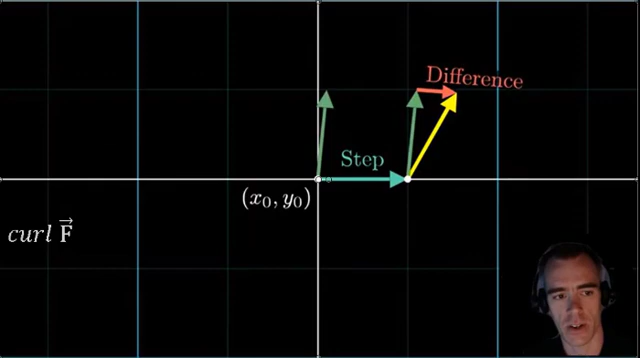 Difference
Step
(x₀, y₀)
curl F⃗